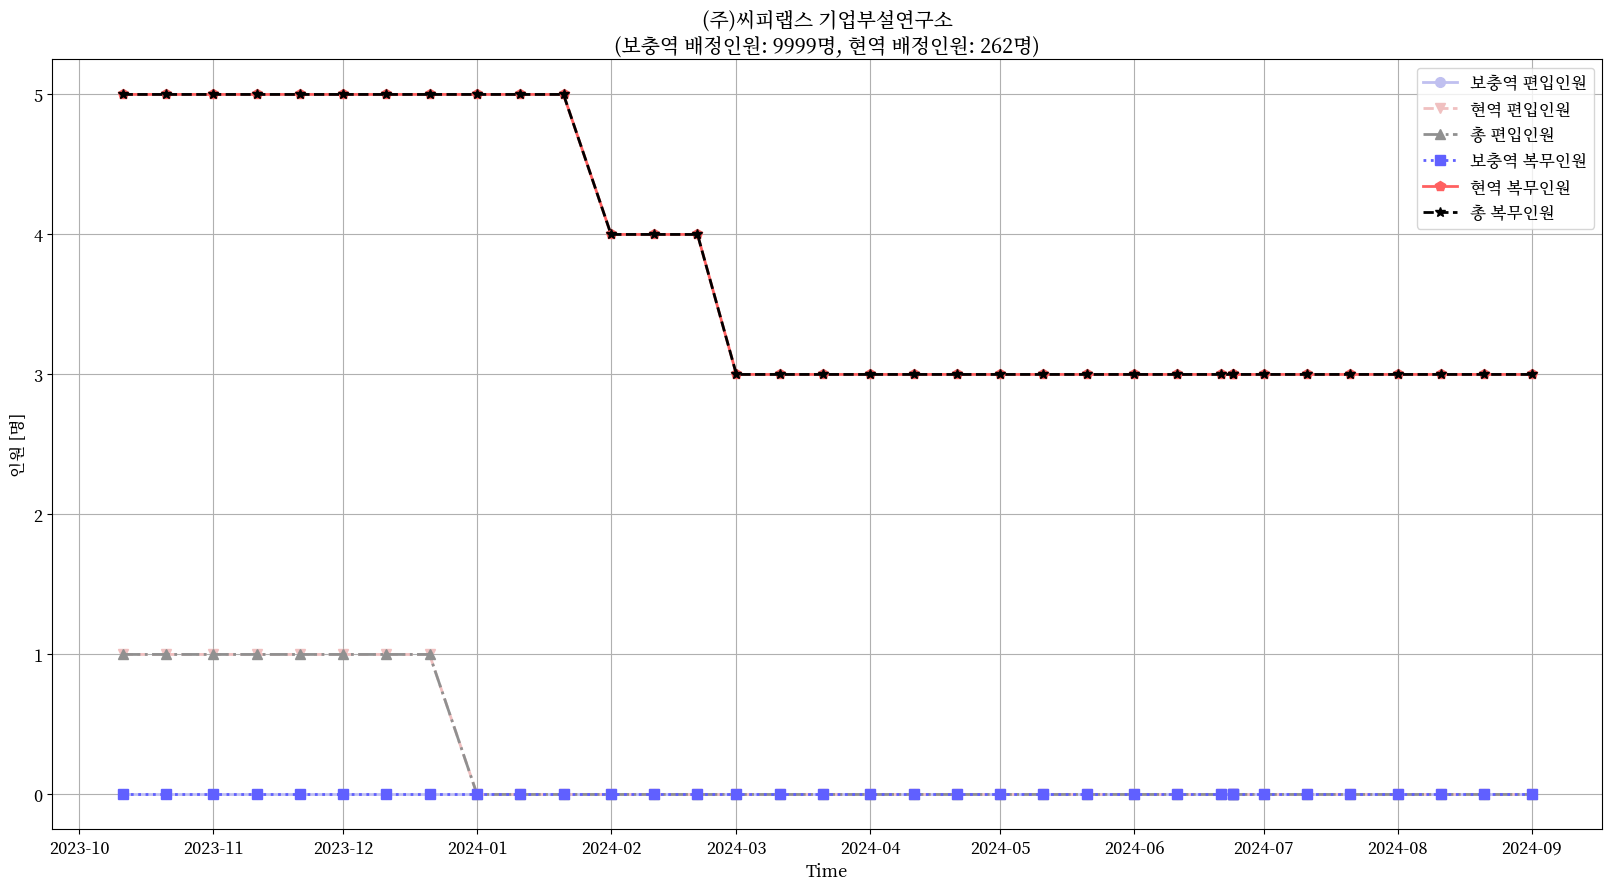 (주)씨피랩스 기업부설연구소
(보충역 배정인원: 9999명, 현역 배정인원: 262명)
보충역 편입인원
현역 편입인원
총 편입인원
보충역 복무인원
현역 복무인원
총 복무인원
인원 [명]
5
4
3
2
1
0
2023-10 2023-11 2023-12 2024-01 2024-02 2024-03 2024-04 2024-05 2024-06 2024-07 2024-08 2024-09
Time